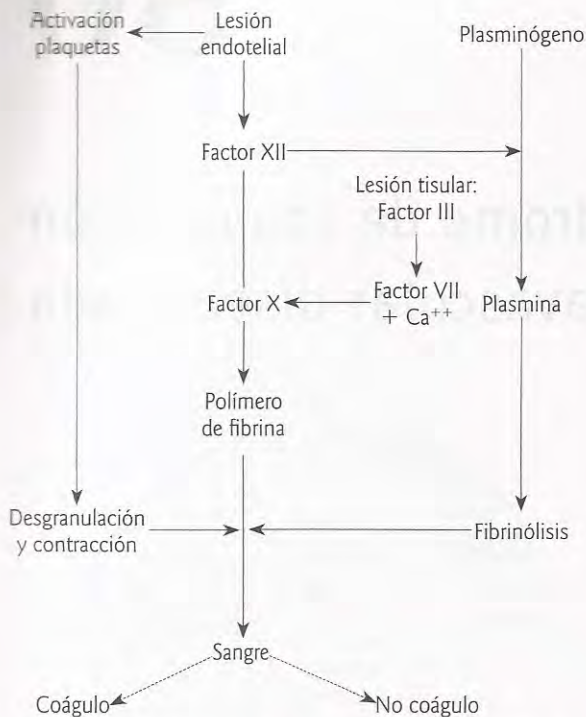 Activación
plaquetas
Lesión
endotelial
Plasminógeno
Factor XII
Lesión tisular:
Factor III
Factor X
Factor VII
+ Ca++
Plasmina
Polímero
de fibrina
Desgranulación
y contracción
Fibrinólisis
Sangre
Coágulo
No coágulo